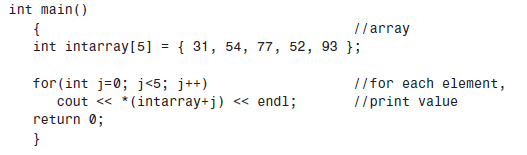 int main()
{ //array
int intarray[5] = { 31, 54, 77, 52, 93 };
for(int j=0; j<5; j++) //for each element,
cout << *(intarray+j) << endl; //print value
return 0;
}